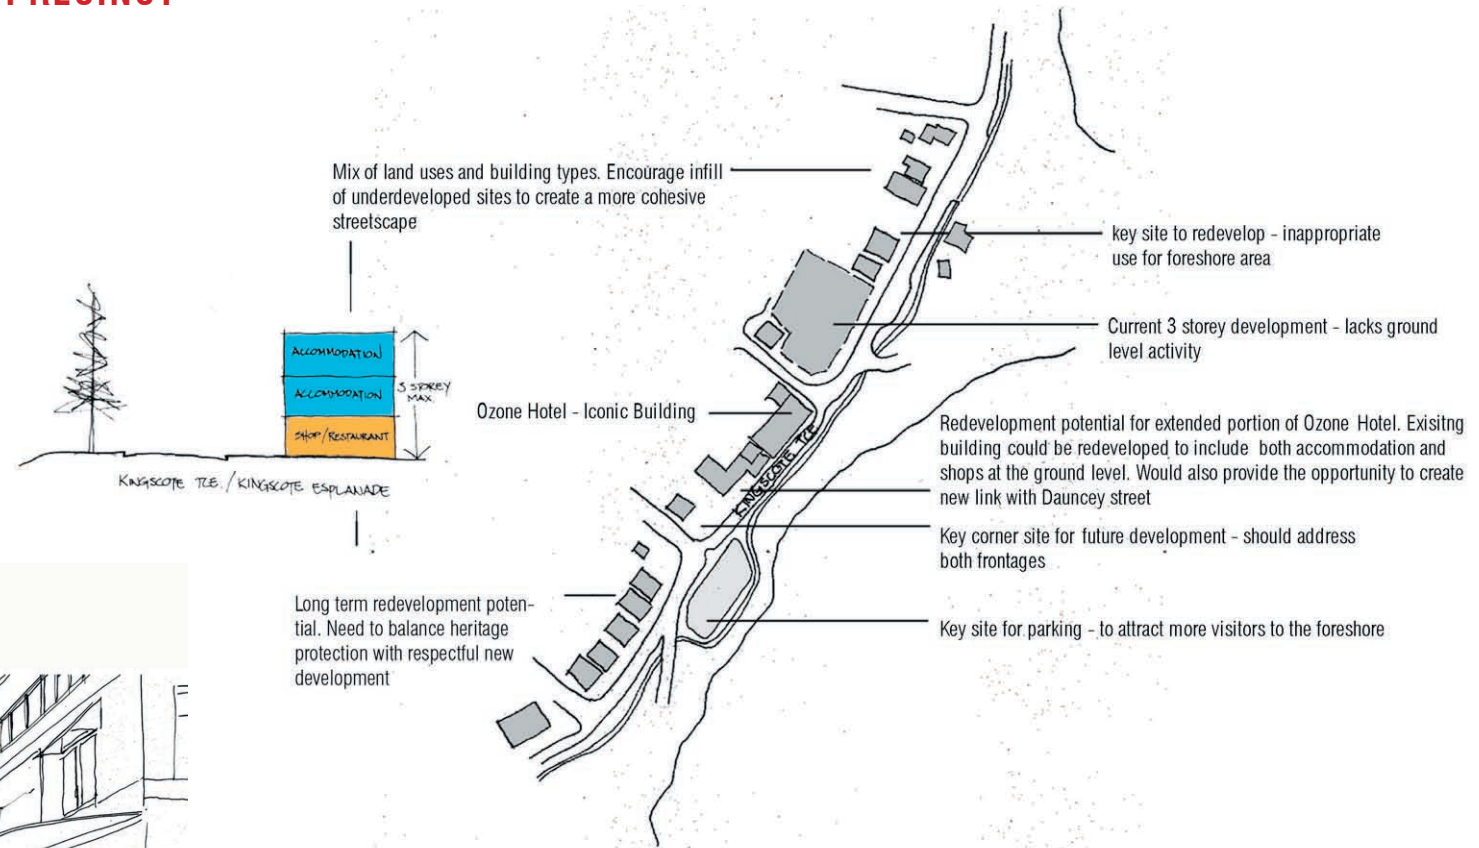 PRECINCT
Mix of land uses and building types. Encourage infill
of underdeveloped sites to create a more cohesive
streetscape
key site to redevelop - inappropriate
use for foreshore area
Current 3 storey development - lacks ground
level activity
ACCOMMODATION
ACCOMMODATION
SHOP/RESTAURANT
3 STOREY
MAX.
KINGSCOTE TCE./KINGSCOTE ESPLANADE
Ozone Hotel - Iconic Building
KINGSCOTE TCE
Redevelopment potential for extended portion of Ozone Hotel. Exisitng
building could be redeveloped to include both accommodation and
shops at the ground level. Would also provide the opportunity to create
new link with Dauncey street
Key corner site for future development - should address
both frontages
Long term redevelopment poten-
tial. Need to balance heritage
protection with respectful new
development
Key site for parking - to attract more visitors to the foreshore